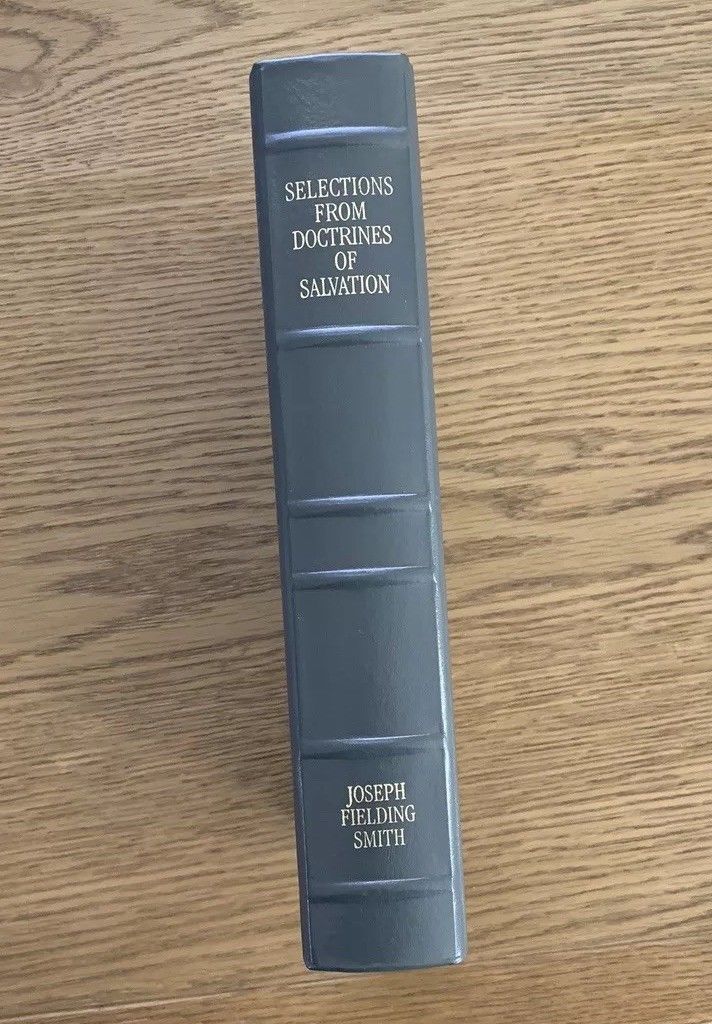 SELECTIONS
FROM
DOCTRINES
OF
SALVATION
JOSEPH
FIELDING
SMITH